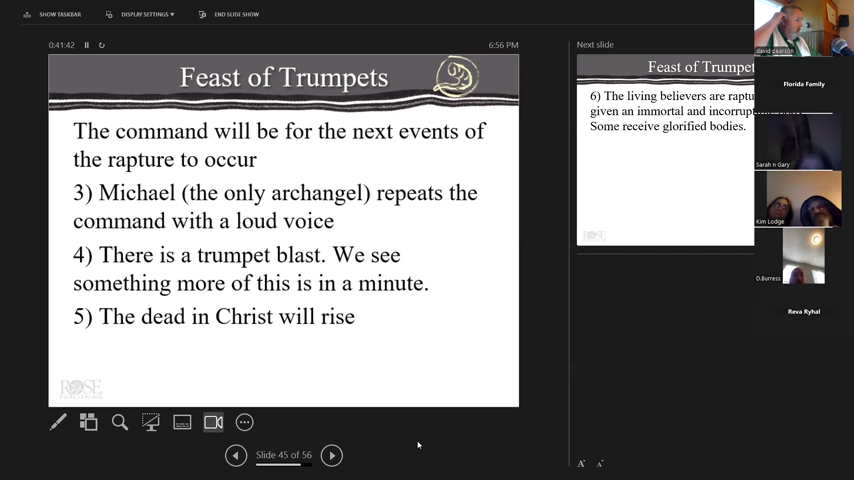 SHOW TASKBAR
DISPLAY SETTINGS ▼
END SLIDE SHOW
0:41:42
6:56 PM
Feast of Trumpets
The command will be for the next events of
the rapture to occur
3) Michael (the only archangel) repeats the
command with a loud voice
4) There is a trumpet blast. We see
something more of this is in a minute.
5) The dead in Christ will rise
ROSE
PUBLISHING
Slide 45 of 56
Next slide
Feast of Trumpet
6) The living believers are raptu
given an immortal and incorrup
Some receive glorified bodies.
ROSE
A
A
david pearson
Florida Family
Sarah n Gary
Kim Lodge
D.Burress
Reva Ryhal